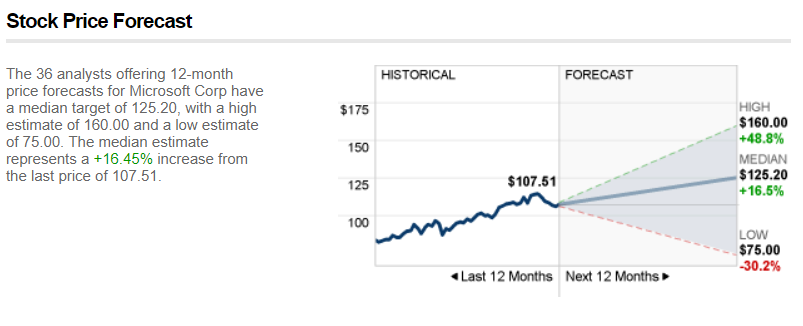 Stock Price Forecast
The 36 analysts offering 12-month
price forecasts for Microsoft Corp have
a median target of 125.20, with a high
estimate of 160.00 and a low estimate
of 75.00. The median estimate
represents a +16.45% increase from
the last price of 107.51.
HISTORICAL
FORECAST
$175
150
125
100
$107.51
HIGH
$160.00
+48.8%
MEDIAN
$125.20
+16.5%
LOW
$75.00
-30.2%
◄Last 12 Months
Next 12 Months►